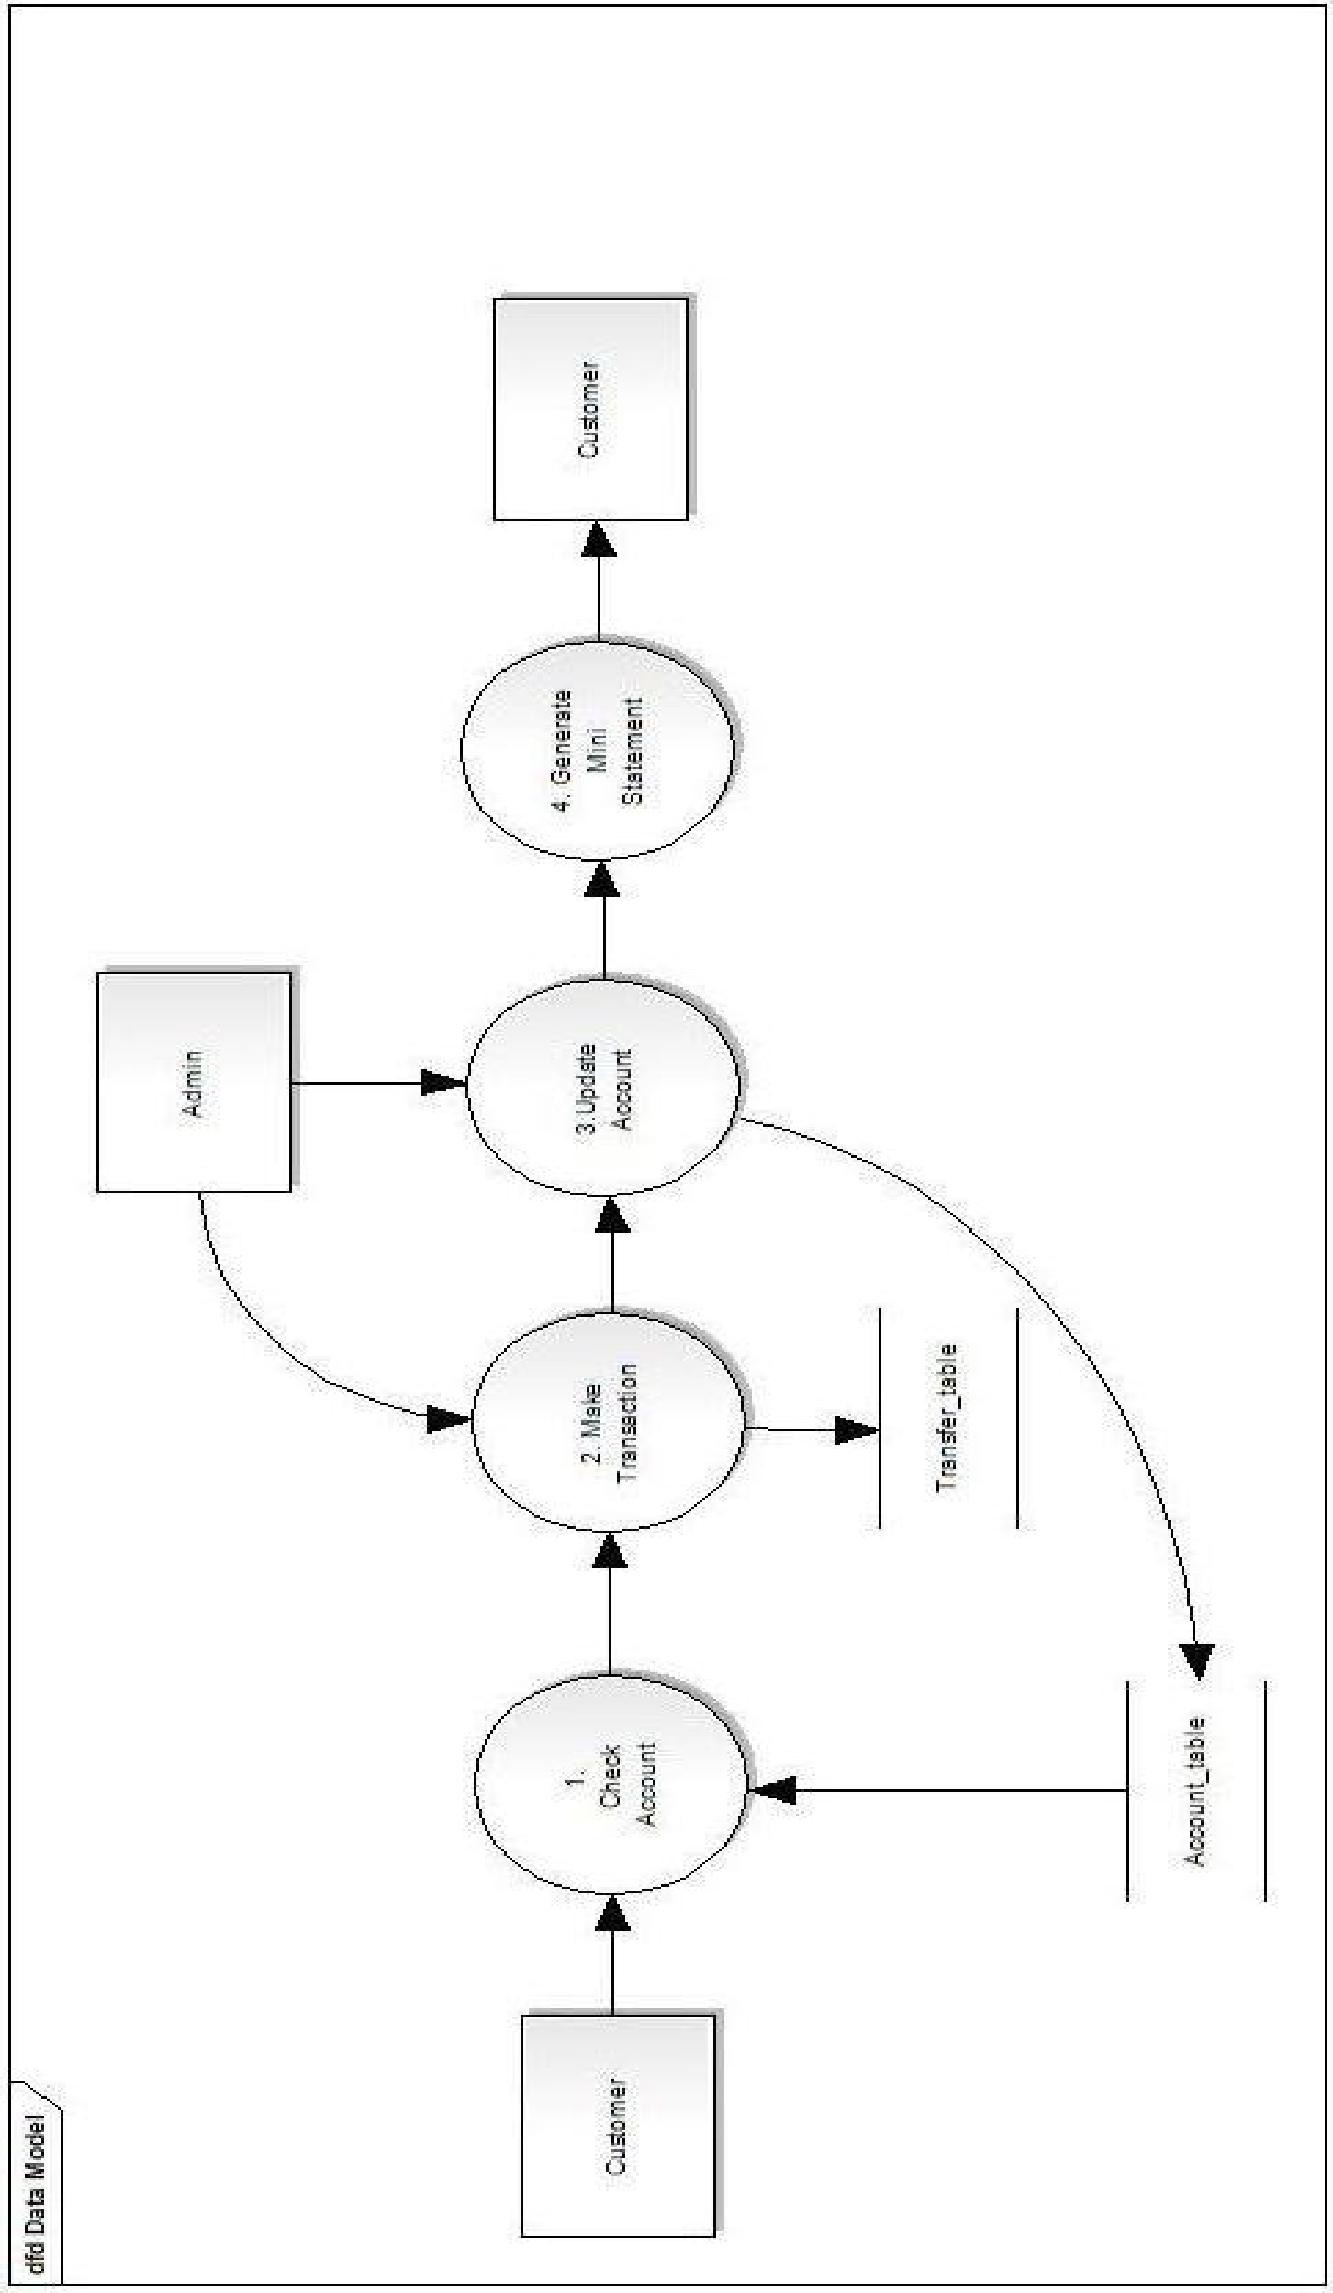 dfd Data Model
Admin
Customer
1.
Check
Account
2. Make
Transaction
3.Update
Account
4. Generate
Mini
Statement
Customer
Transfer_table
Account_table